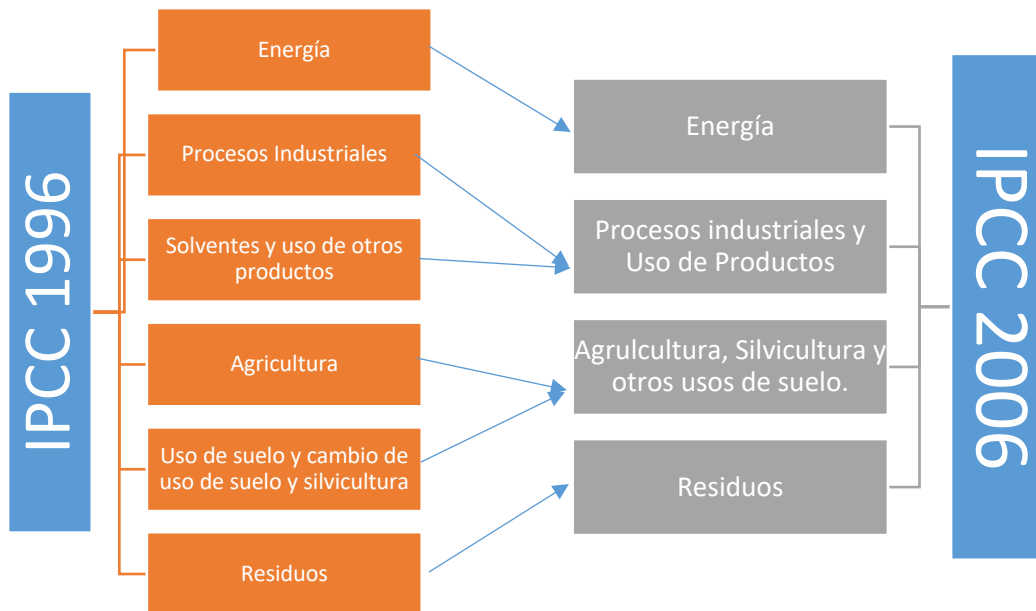 IPCC 1996
Energía
Procesos Industriales
Solventes y uso de otros
productos
Agricultura
Uso de suelo y cambio de
uso de suelo y silvicultura
Residuos
Energía
Procesos industriales y
Uso de Productos
Agrulcultura, Silvicultura y
otros usos de suelo.
Residuos
IPCC 2006